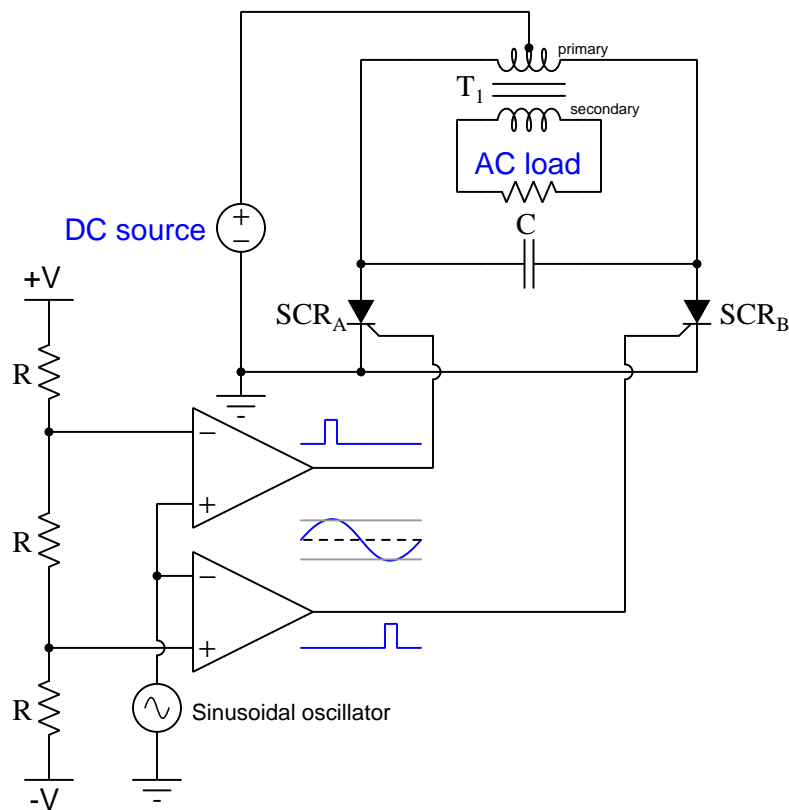 primary
T1
secondary
AC load
DC source
+
−
C
+V
SCRA
SCRB
R
−
+
R
−
+
R
Sinusoidal oscillator
-V